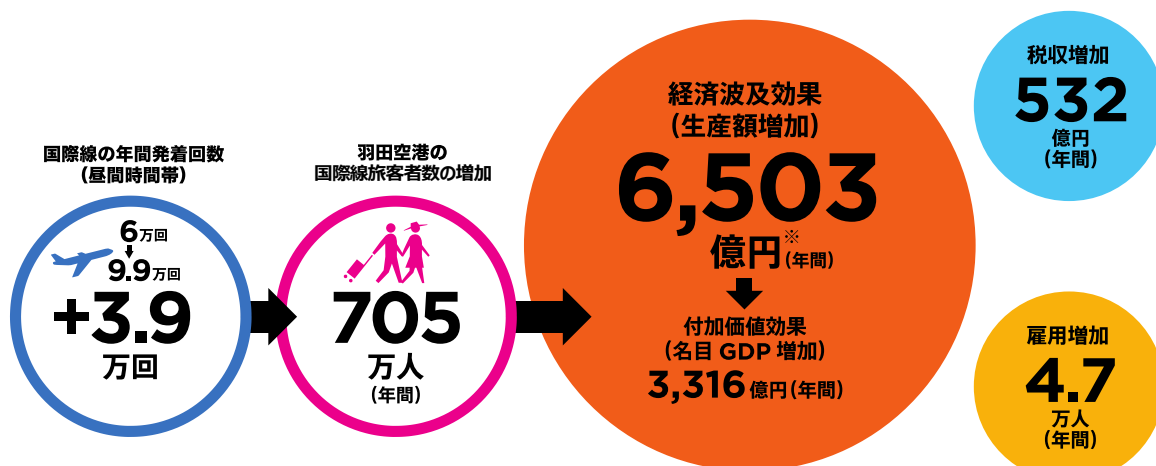 国際線の年間発着回数
(昼間時間帯)
6万回
9.9万回
+3.9
万回
羽田空港の
国際線旅客者数の増加
705
万人
(年間)
経済波及効果
(生産額増加)
6,503
億円※(年間)
付加価値効果
(名目 GDP 増加)
3,316億円(年間)
税収増加
532
億円
(年間)
雇用増加
4.7
万人
(年間)